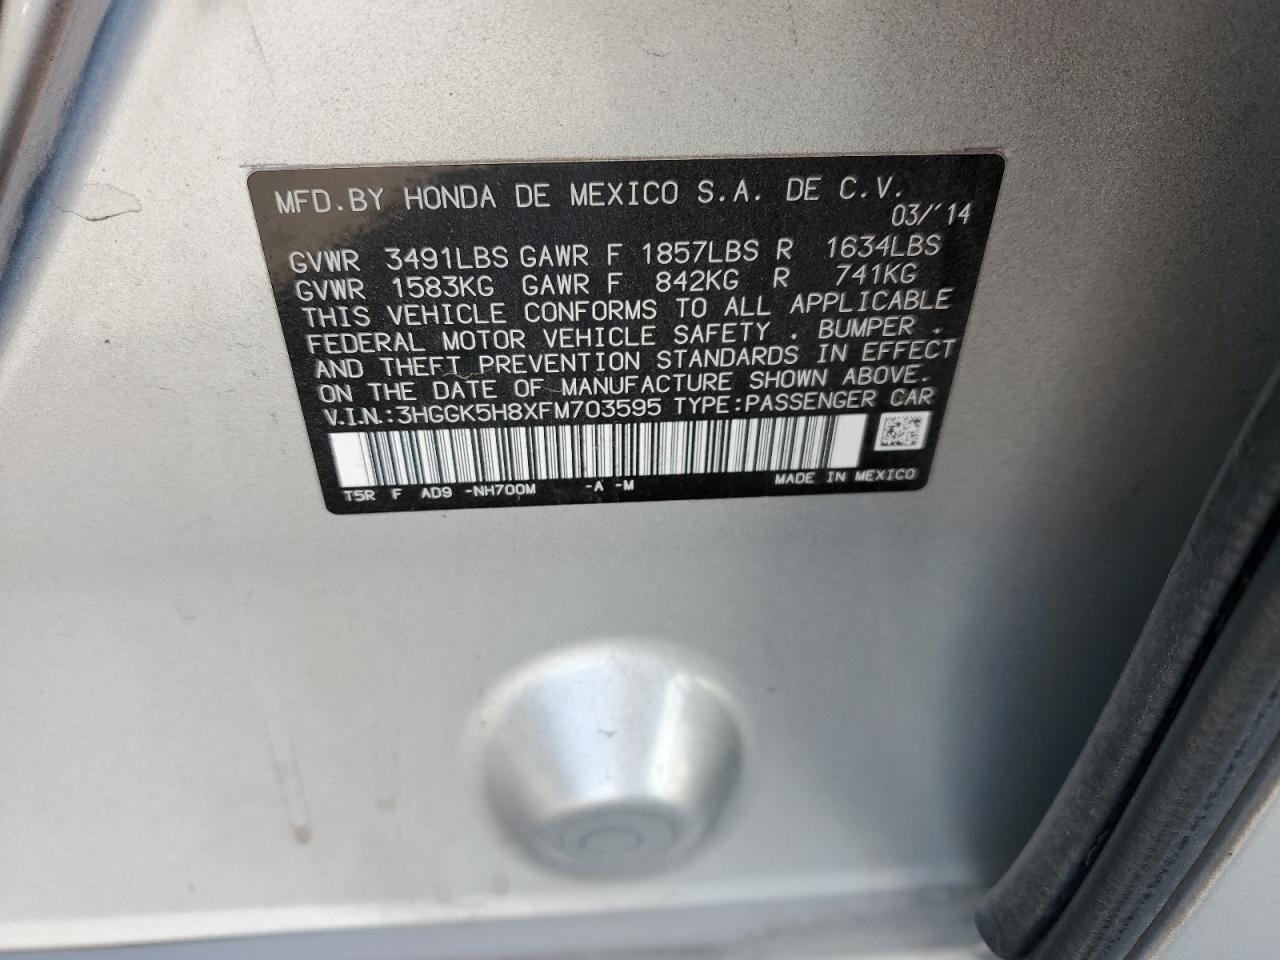 MFD.BY HONDA DE MEXICO S.A. DE C.V.
03/'14
GVWR 3491LBS GAWR F 1857LBS R 1634LBS
GVWR 1583KG GAWR F 842KG R 741KG
THIS VEHICLE CONFORMS TO ALL APPLICABLE
FEDERAL MOTOR VEHICLE SAFETY , BUMPER ,
AND THEFT PREVENTION STANDARDS IN EFFECT
ON THE DATE OF MANUFACTURE SHOWN ABOVE.
V.I.N.:3HGGK5H8XFM703595 TYPE:PASSENGER CAR
T5R F AD9 -NH700M -A -M MADE IN MEXICO